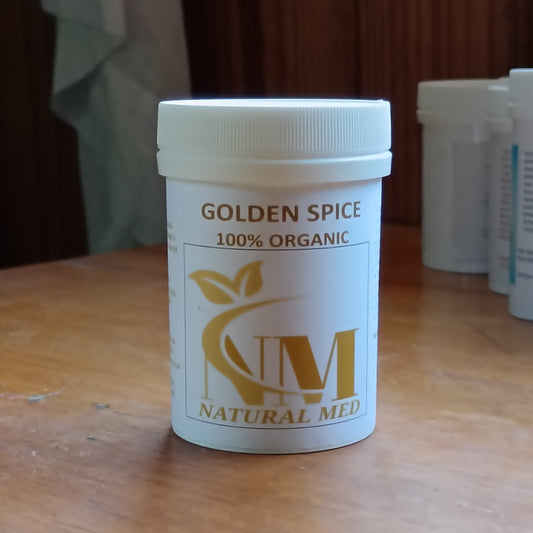 GOLDEN SPICE
100% ORGANIC
NM
NATURAL MED